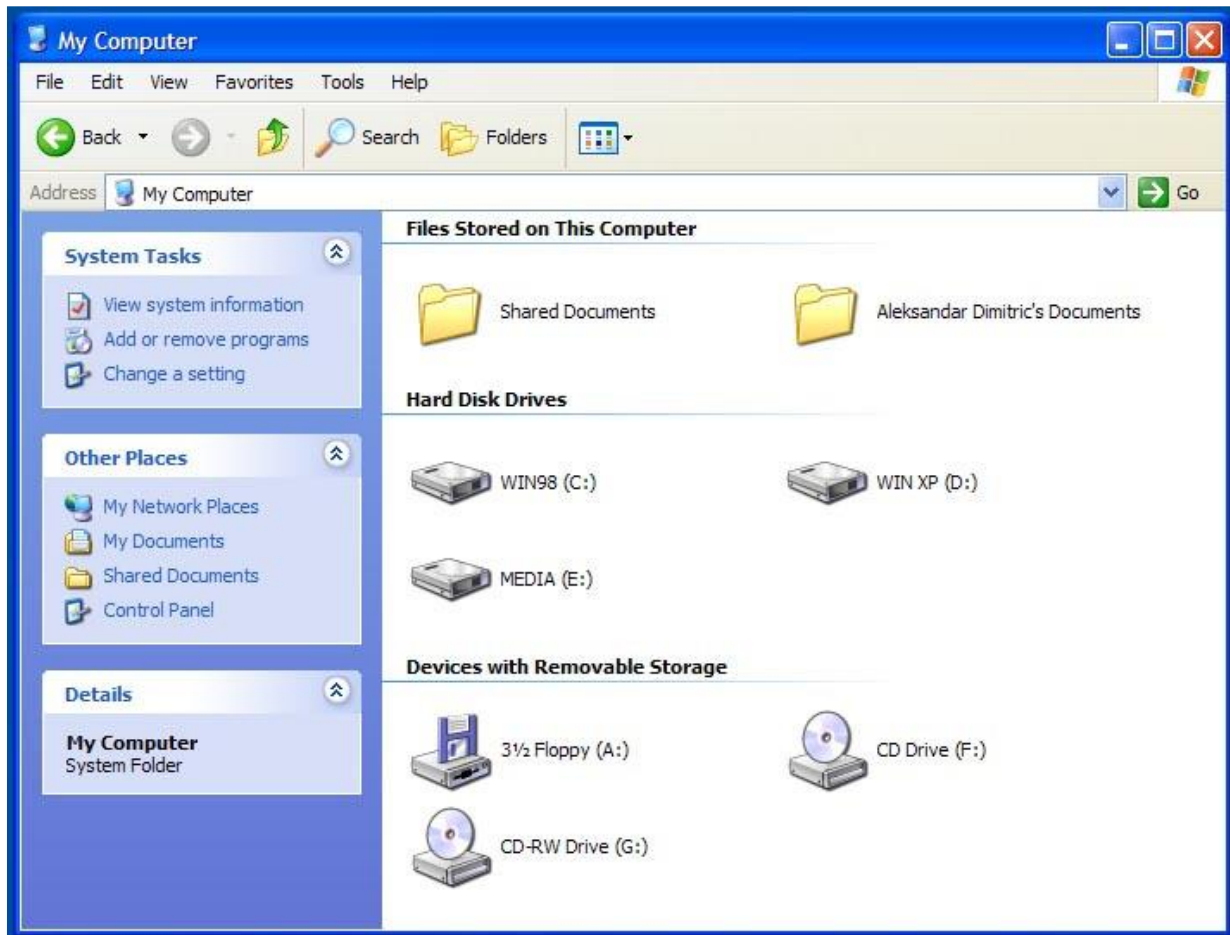 My Computer
File Edit View Favorites Tools Help
Back Search Folders
Address My Computer Go
System Tasks
View system information
Add or remove programs
Change a setting
Other Places
My Network Places
My Documents
Shared Documents
Control Panel
Details
My Computer
System Folder
Files Stored on This Computer
Shared Documents Aleksandar Dimitric's Documents
Hard Disk Drives
WIN98 (C:) WIN XP (D:)
MEDIA (E:)
Devices with Removable Storage
3½ Floppy (A:) CD Drive (F:)
CD-RW Drive (G:)